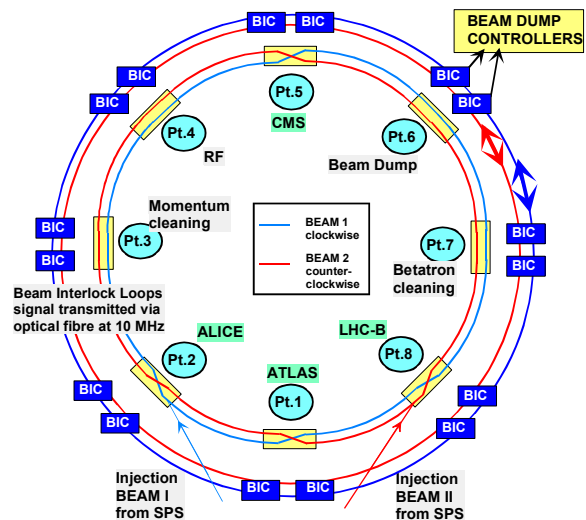 BIC
BIC
BEAM DUMP
CONTROLLERS
BIC
BIC
BIC
BIC
Pt.5
CMS
Pt.4
RF
Pt.6
Beam Dump
Momentum
cleaning
BIC
BIC
Pt.3
BEAM 1
clockwise
BEAM 2
counter-
clockwise
Pt.7
Betatron
cleaning
BIC
BIC
Beam Interlock Loops
signal transmitted via
optical fibre at 10 MHz
ALICE
Pt.2
LHC-B
Pt.8
ATLAS
Pt.1
BIC
BIC
BIC
BIC
Injection
BEAM I
from SPS
BIC
BIC
Injection
BEAM II
from SPS